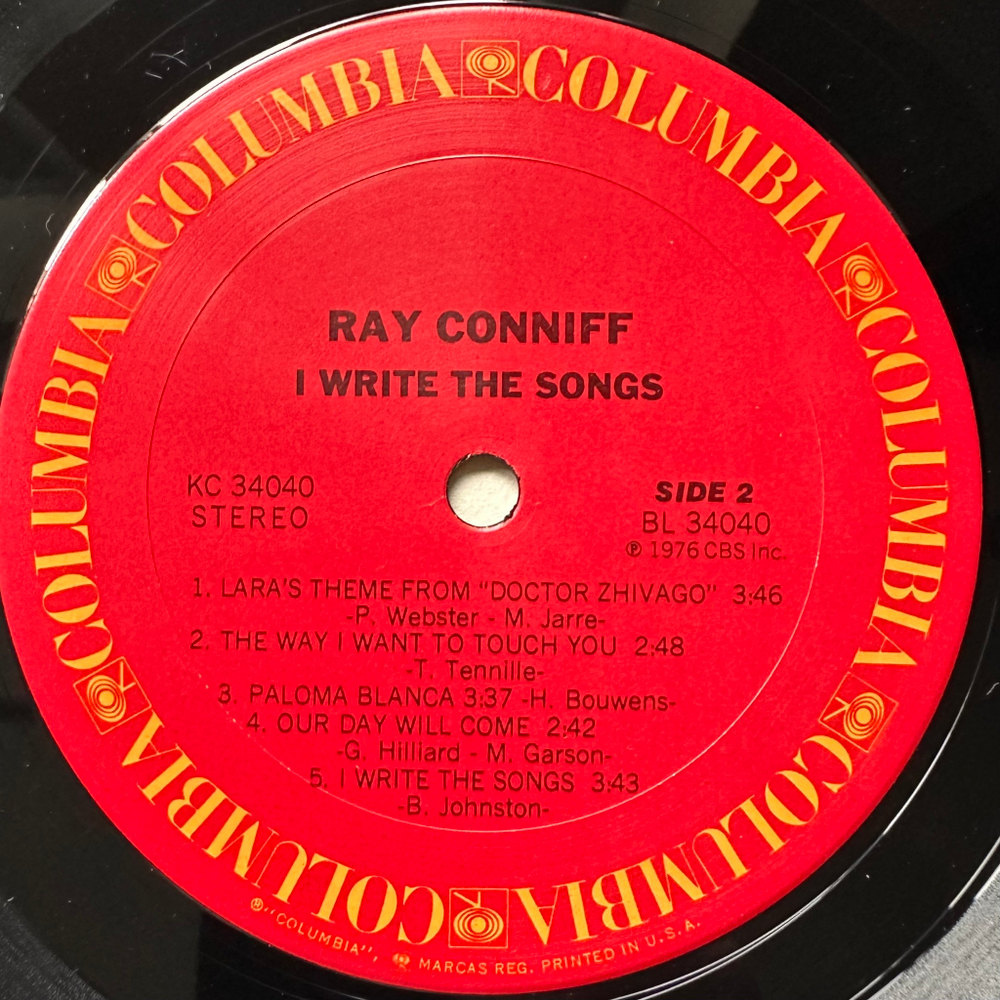 COLUMBIA COLUMBIA COLUMBIA COLUMBIA COLUMBIA COLUMBIA
RAY CONNIFF
I WRITE THE SONGS
KC 34040
STEREO
SIDE 2
BL 34040
℗ 1976 CBS Inc.
1. LARA'S THEME FROM "DOCTOR ZHIVAGO" 3:46
-P. Webster - M. Jarre-
2. THE WAY I WANT TO TOUCH YOU 2:48
-T. Tennille-
3. PALOMA BLANCA 3:37 -H. Bouwens-
4. OUR DAY WILL COME 2:42
-G. Hilliard - M. Garson-
5. I WRITE THE SONGS 3:43
-B. Johnston-
®"COLUMBIA", MARCAS REG. PRINTED IN U.S.A.